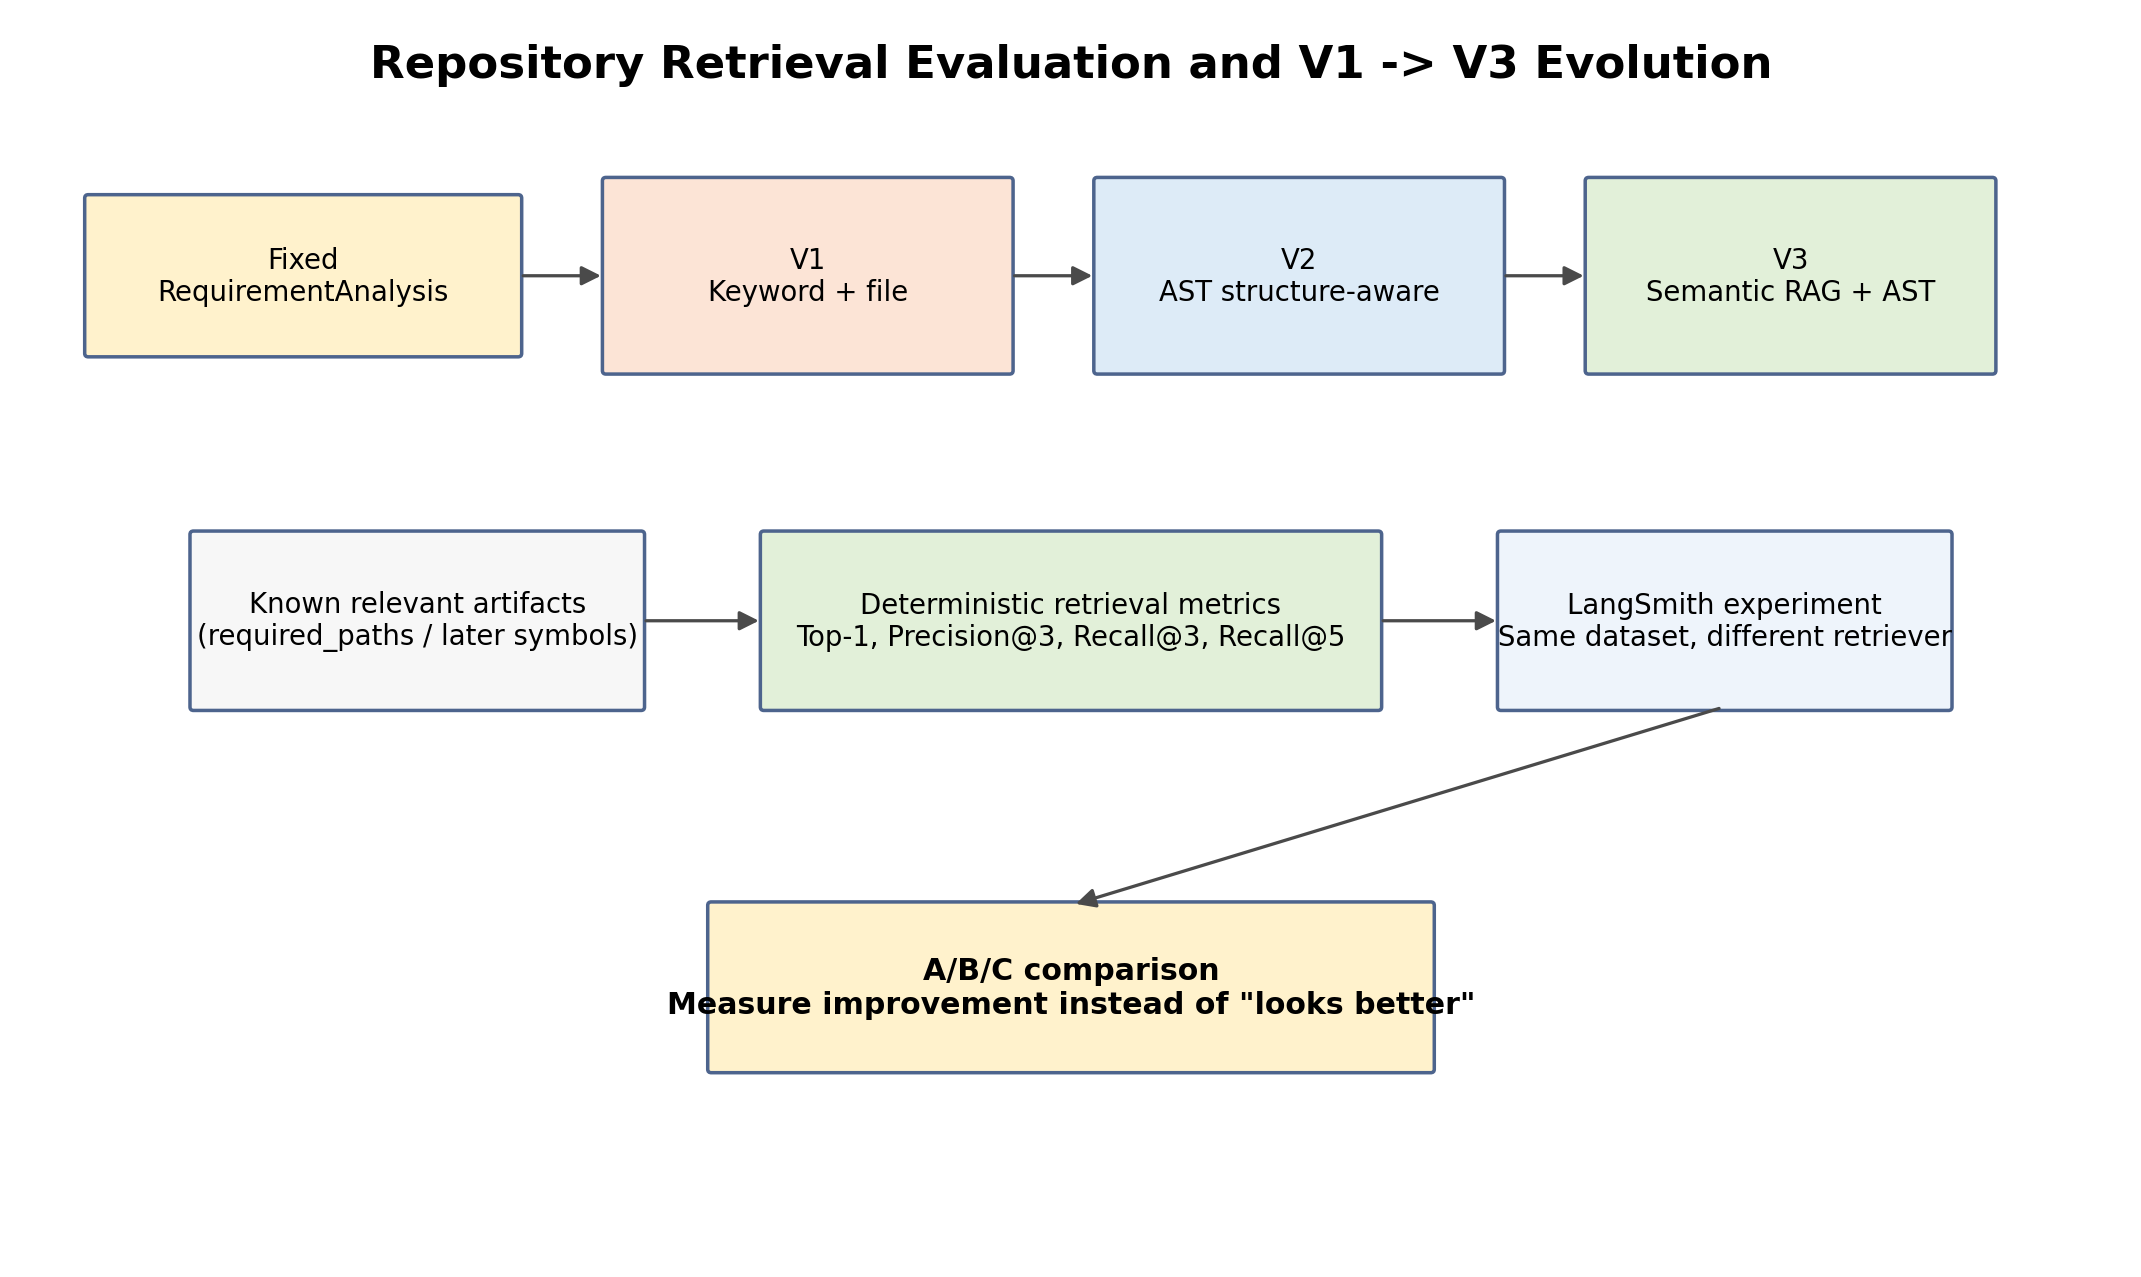 Repository Retrieval Evaluation and V1 -> V3 Evolution
Fixed
RequirementAnalysis
V1
Keyword + file
V2
AST structure-aware
V3
Semantic RAG + AST
Known relevant artifacts
(required_paths / later symbols)
Deterministic retrieval metrics
Top-1, Precision@3, Recall@3, Recall@5
LangSmith experiment
Same dataset, different retriever
A/B/C comparison
Measure improvement instead of "looks better"